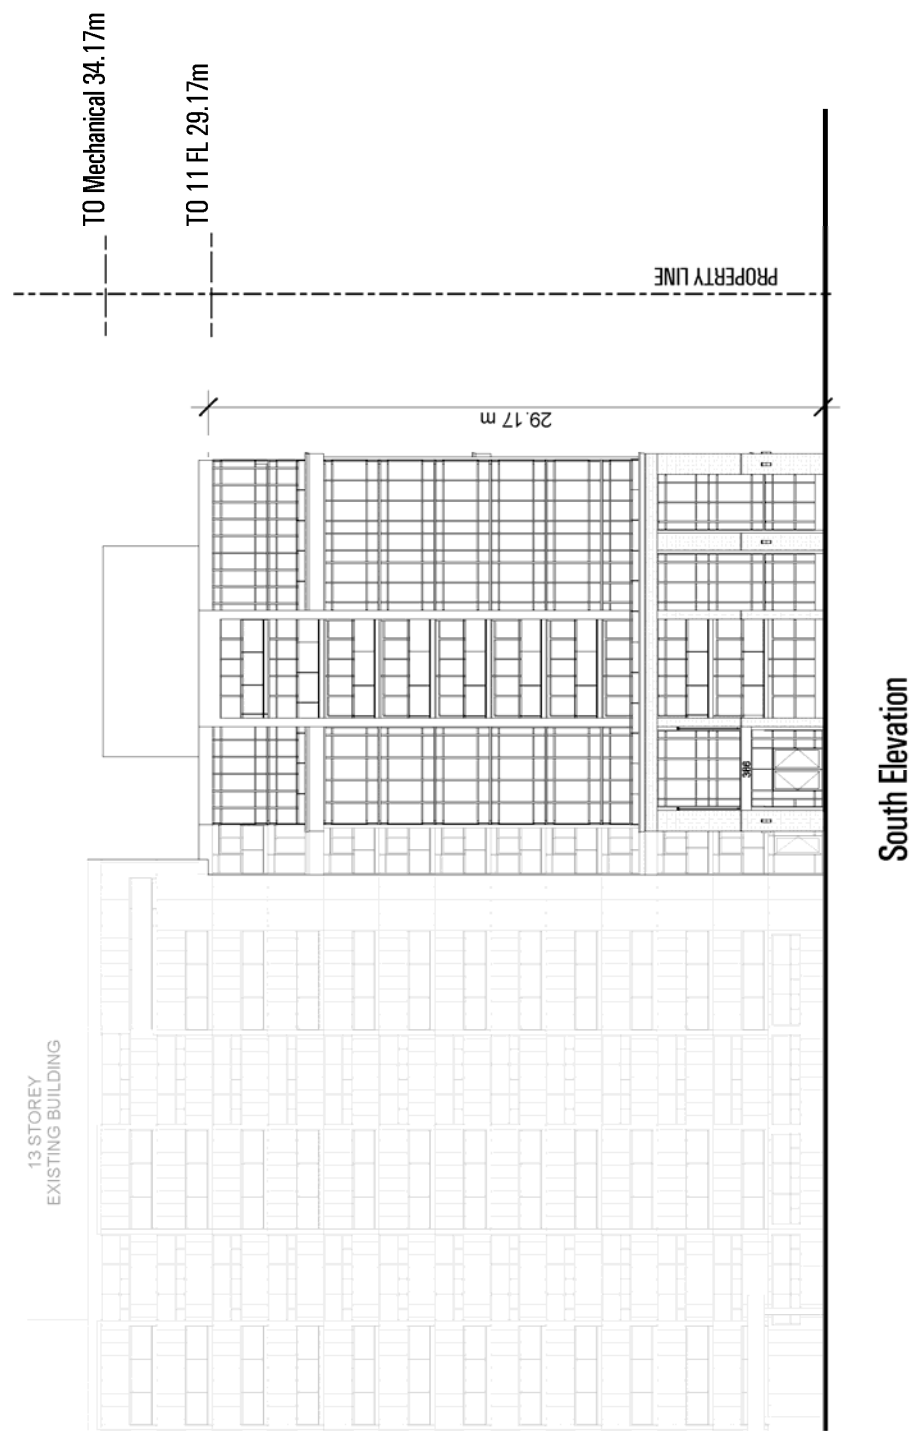 TO Mechanical 34.17m
TO 11 FL 29.17m
PROPERTY LINE
29.17 m
386
13 STOREY
EXISTING BUILDING
South Elevation